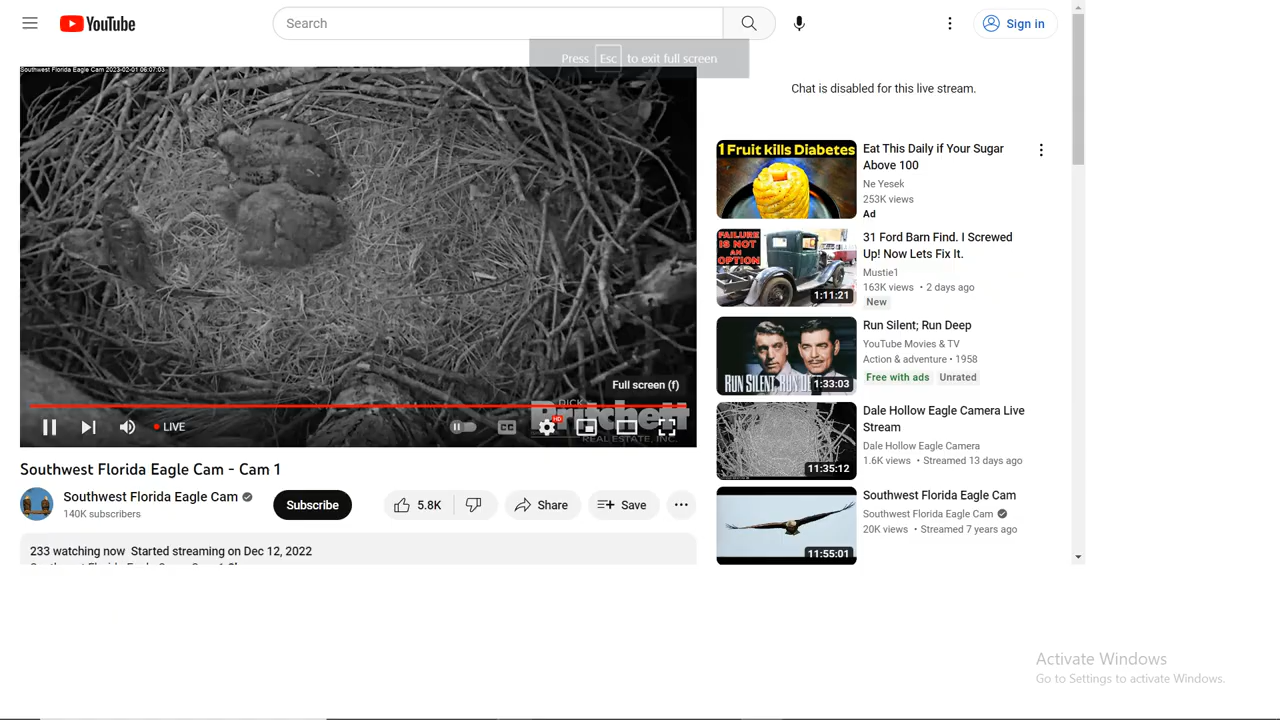 YouTube
Search
Sign in
Press Esc to exit full screen
Southwest Florida Eagle Cam 2023-02-01 06:07:03
Chat is disabled for this live stream.
1 Fruit kills Diabetes
Eat This Daily if Your Sugar
Above 100
Ne Yesek
253K views
Ad
FAILURE
IS NOT
AN
OPTION
1:11:21
31 Ford Barn Find. I Screwed
Up! Now Lets Fix It.
Mustie1
163K views • 2 days ago
New
RUN SILENT, RUN DEEP
1:33:03
Run Silent; Run Deep
YouTube Movies & TV
Action & adventure • 1958
Free with ads Unrated
Full screen (f)
DICK
Pritchett
REAL ESTATE, INC.
LIVE
CC
HD
11:35:12
Dale Hollow Eagle Camera Live
Stream
Dale Hollow Eagle Camera
1.6K views • Streamed 13 days ago
Southwest Florida Eagle Cam - Cam 1
Southwest Florida Eagle Cam
140K subscribers
Subscribe
5.8K
Share
Save
11:55:01
Southwest Florida Eagle Cam
Southwest Florida Eagle Cam
20K views • Streamed 7 years ago
233 watching now Started streaming on Dec 12, 2022
Activate Windows
Go to Settings to activate Windows.